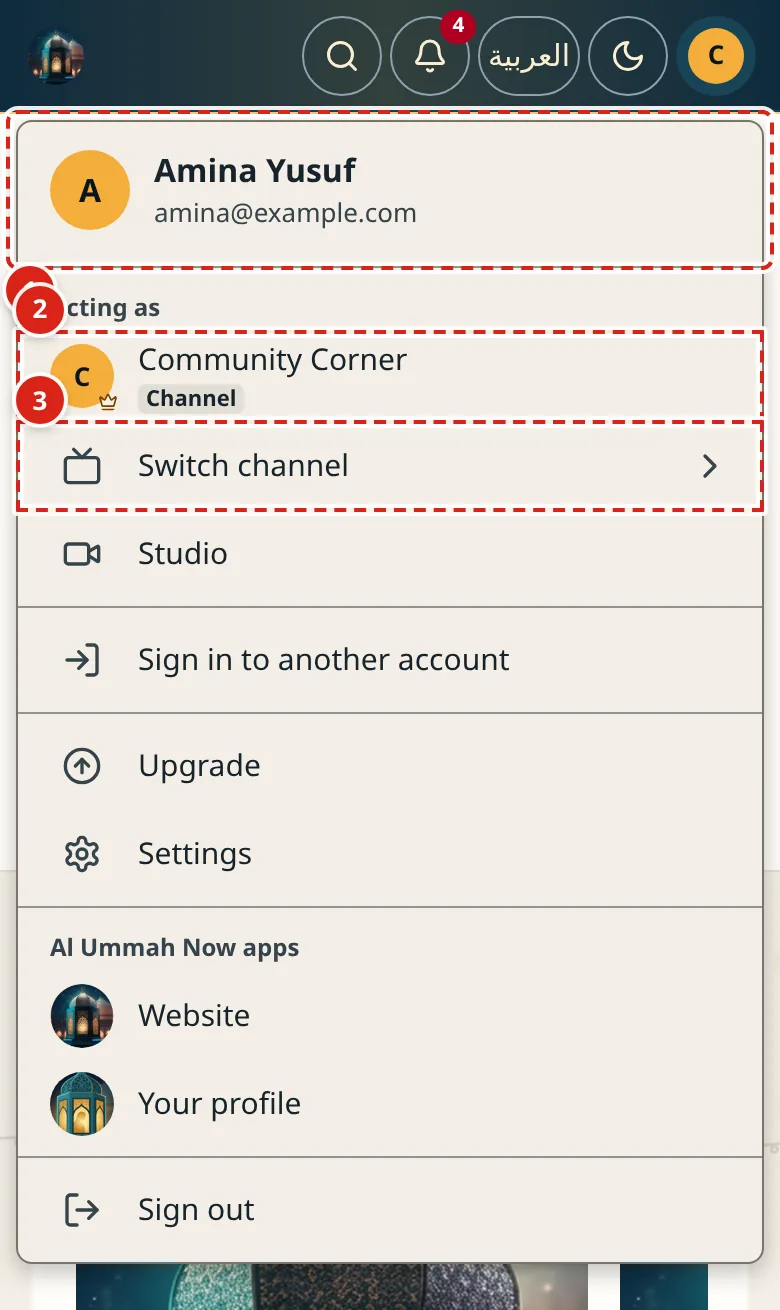 4
العربية
C
A
Amina Yusuf
amina@example.com
2
cting as
C
Community Corner
3
Channel
Switch channel
Studio
Sign in to another account
Upgrade
Settings
Al Ummah Now apps
Website
Your profile
Sign out